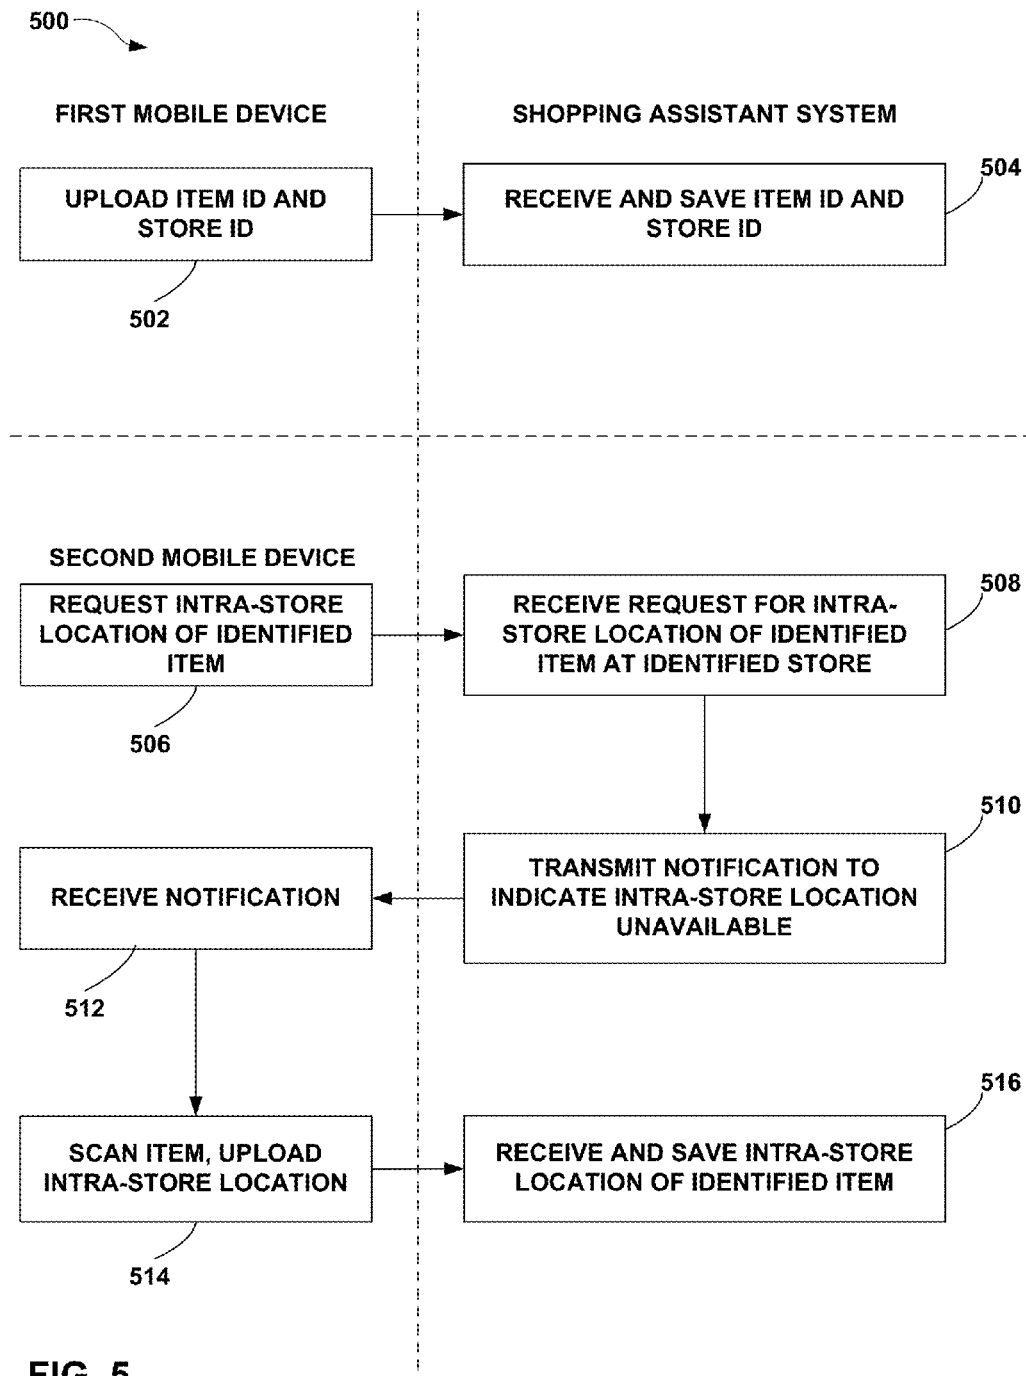 500
FIRST MOBILE DEVICE
SHOPPING ASSISTANT SYSTEM
UPLOAD ITEM ID AND
STORE ID
502
RECEIVE AND SAVE ITEM ID AND
STORE ID
504
SECOND MOBILE DEVICE
REQUEST INTRA-STORE
LOCATION OF IDENTIFIED
ITEM
506
RECEIVE REQUEST FOR INTRA-
STORE LOCATION OF IDENTIFIED
ITEM AT IDENTIFIED STORE
508
TRANSMIT NOTIFICATION TO
INDICATE INTRA-STORE LOCATION
UNAVAILABLE
510
RECEIVE NOTIFICATION
512
SCAN ITEM, UPLOAD
INTRA-STORE LOCATION
514
RECEIVE AND SAVE INTRA-STORE
LOCATION OF IDENTIFIED ITEM
516
FIG. 5